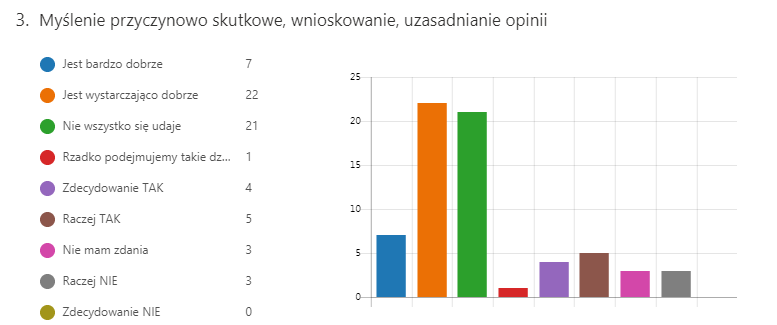 3. Myślenie przyczynowo skutkowe, wnioskowanie, uzasadnianie opinii
Jest bardzo dobrze 7
Jest wystarczająco dobrze 22
Nie wszystko się udaje 21
Rzadko podejmujemy takie dz... 1
Zdecydowanie TAK 4
Raczej TAK 5
Nie mam zdania 3
Raczej NIE 3
Zdecydowanie NIE 0
25
20
15
10
5
0